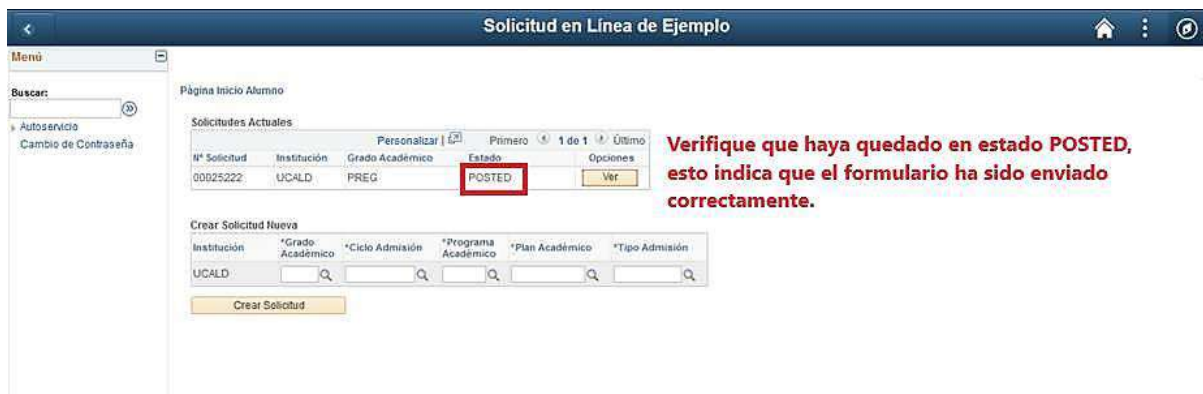 Solicitud en Línea de Ejemplo
Menú
Buscar:
Autoservicio
Cambio de Contraseña
Página Inicio Alumno
Solicitudes Actuales
Personalizar | Primero 1 de 1 Último
Nº Solicitud Institución Grado Académico Estado Opciones
00025222 UCALD PREG POSTED Ver
Verifique que haya quedado en estado POSTED,
esto indica que el formulario ha sido enviado
correctamente.
Crear Solicitud Nueva
Institución *Grado Académico *Ciclo Admisión *Programa Académico *Plan Académico *Tipo Admisión
UCALD
Crear Solicitud